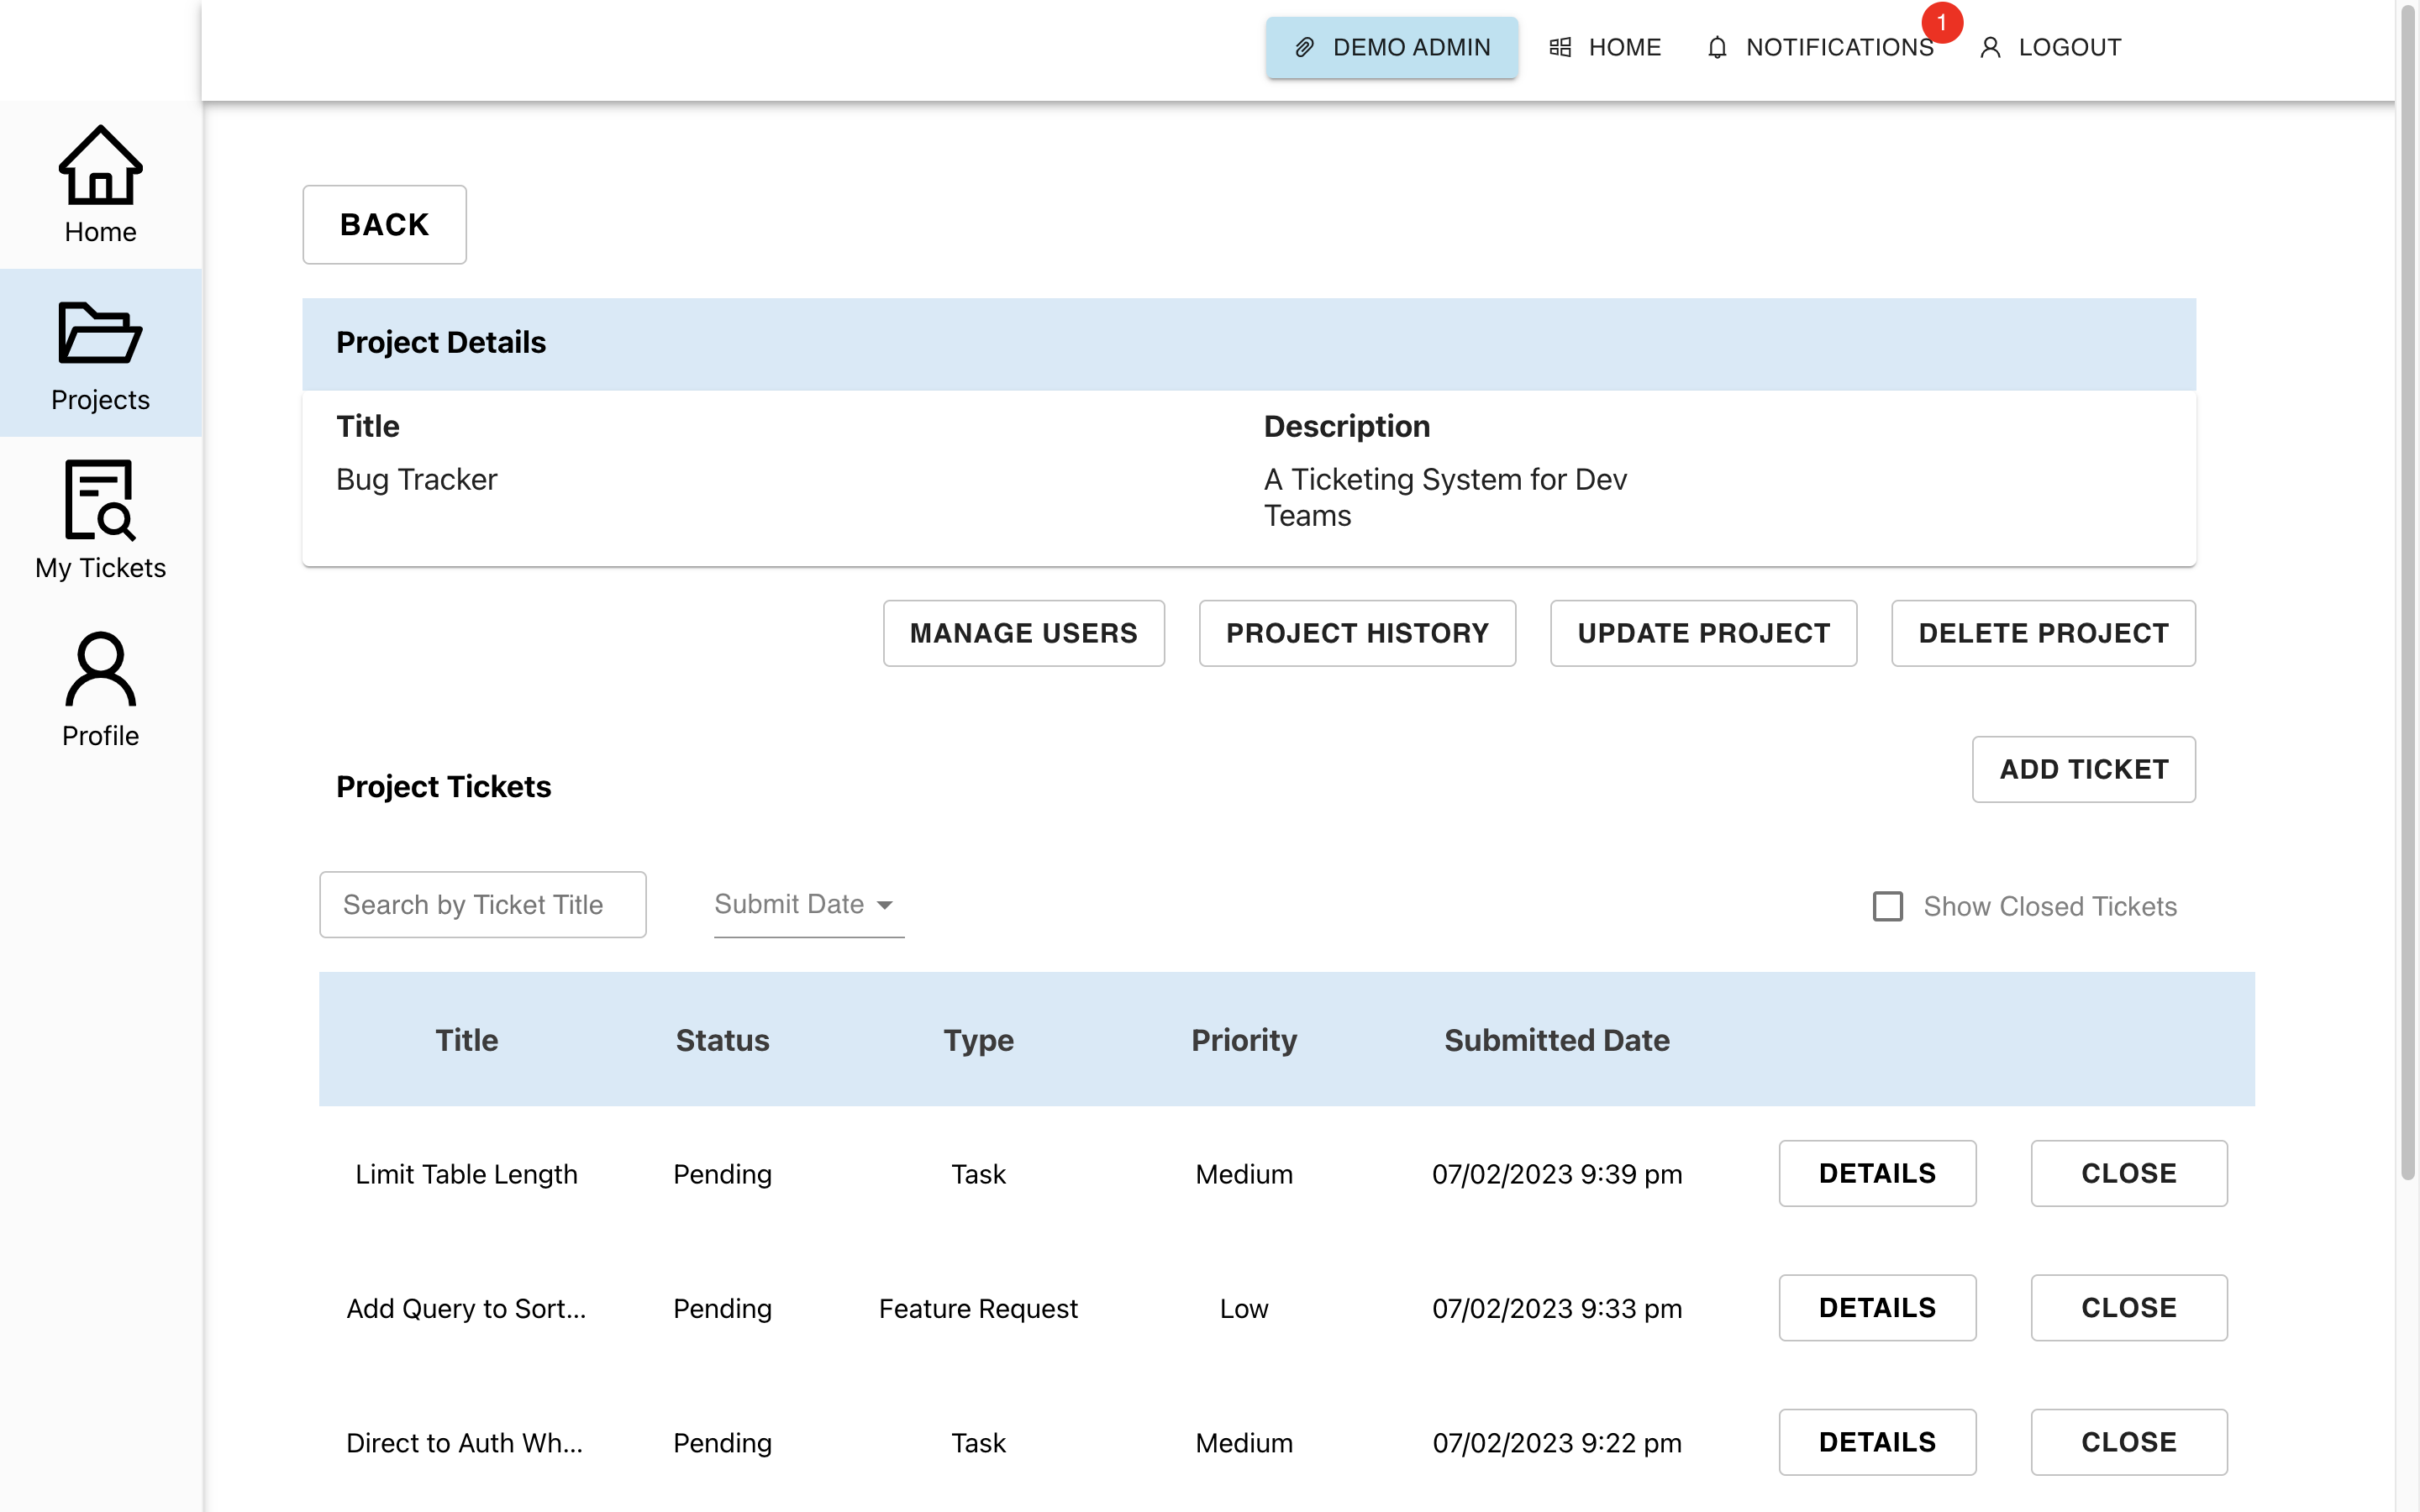 DEMO ADMIN
HOME
NOTIFICATIONS
1
LOGOUT
Home
Projects
My Tickets
Profile
BACK
Project Details
Title
Description
Bug Tracker
A Ticketing System for Dev
Teams
MANAGE USERS
PROJECT HISTORY
UPDATE PROJECT
DELETE PROJECT
Project Tickets
ADD TICKET
Search by Ticket Title
Submit Date
Show Closed Tickets
Title Status Type Priority Submitted Date
Limit Table Length Pending Task Medium 07/02/2023 9:39 pm DETAILS CLOSE
Add Query to Sort... Pending Feature Request Low 07/02/2023 9:33 pm DETAILS CLOSE
Direct to Auth Wh... Pending Task Medium 07/02/2023 9:22 pm DETAILS CLOSE